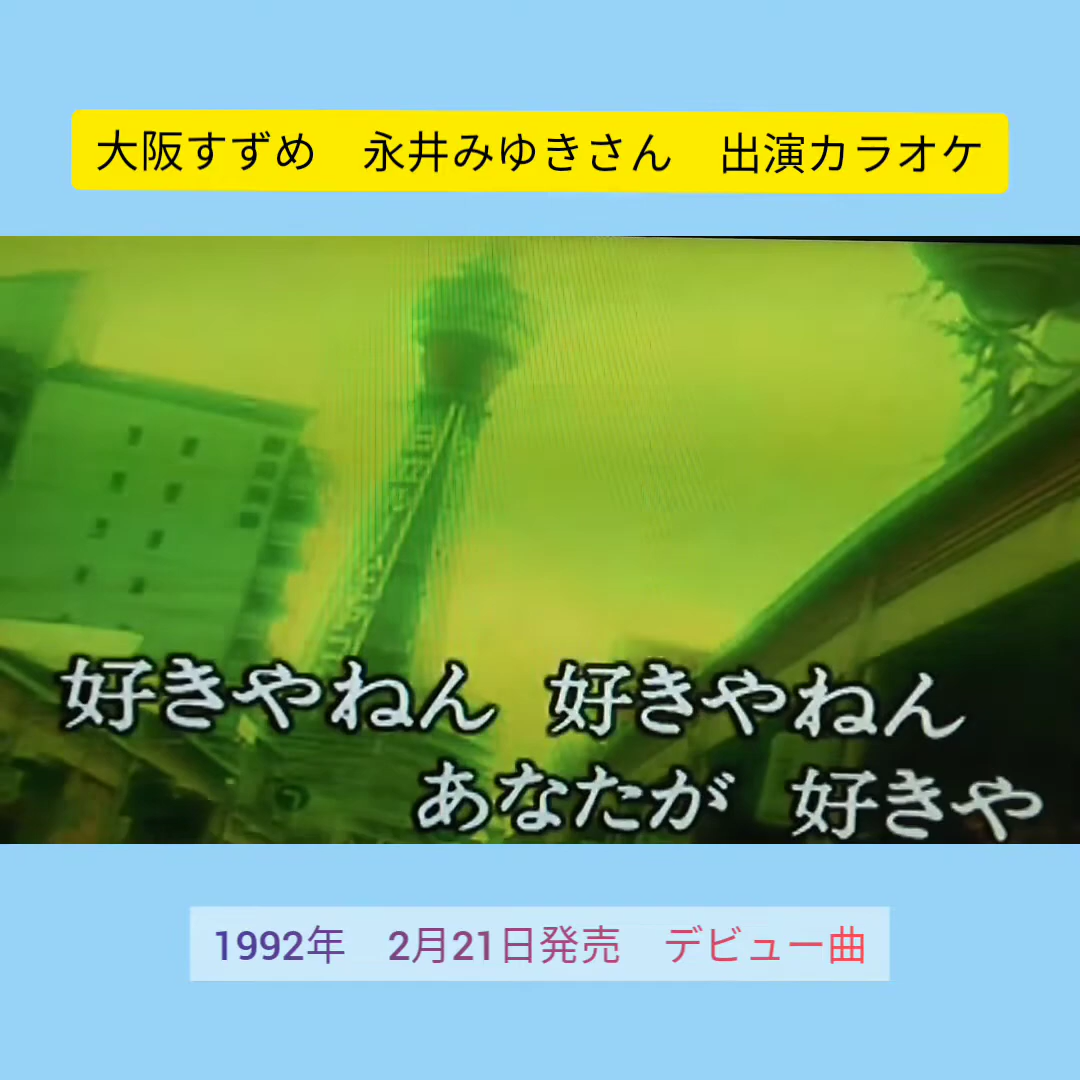 大阪すずめ　永井みゆきさん　出演カラオケ
好きやねん　好きやねん
あなたが　好きや
1992年　2月21日発売　デビュー曲